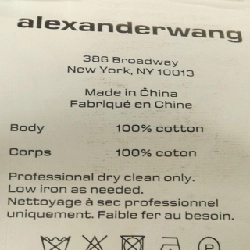 alexanderwang
386 Broadway
New York, NY 10013
Made in China
Fabriqué en Chine
Body 100% cotton
Corps 100% coton
Professional dry clean only.
Low iron as needed.
Nettoyage à sec professionnel
uniquement. Faible fer au besoin.